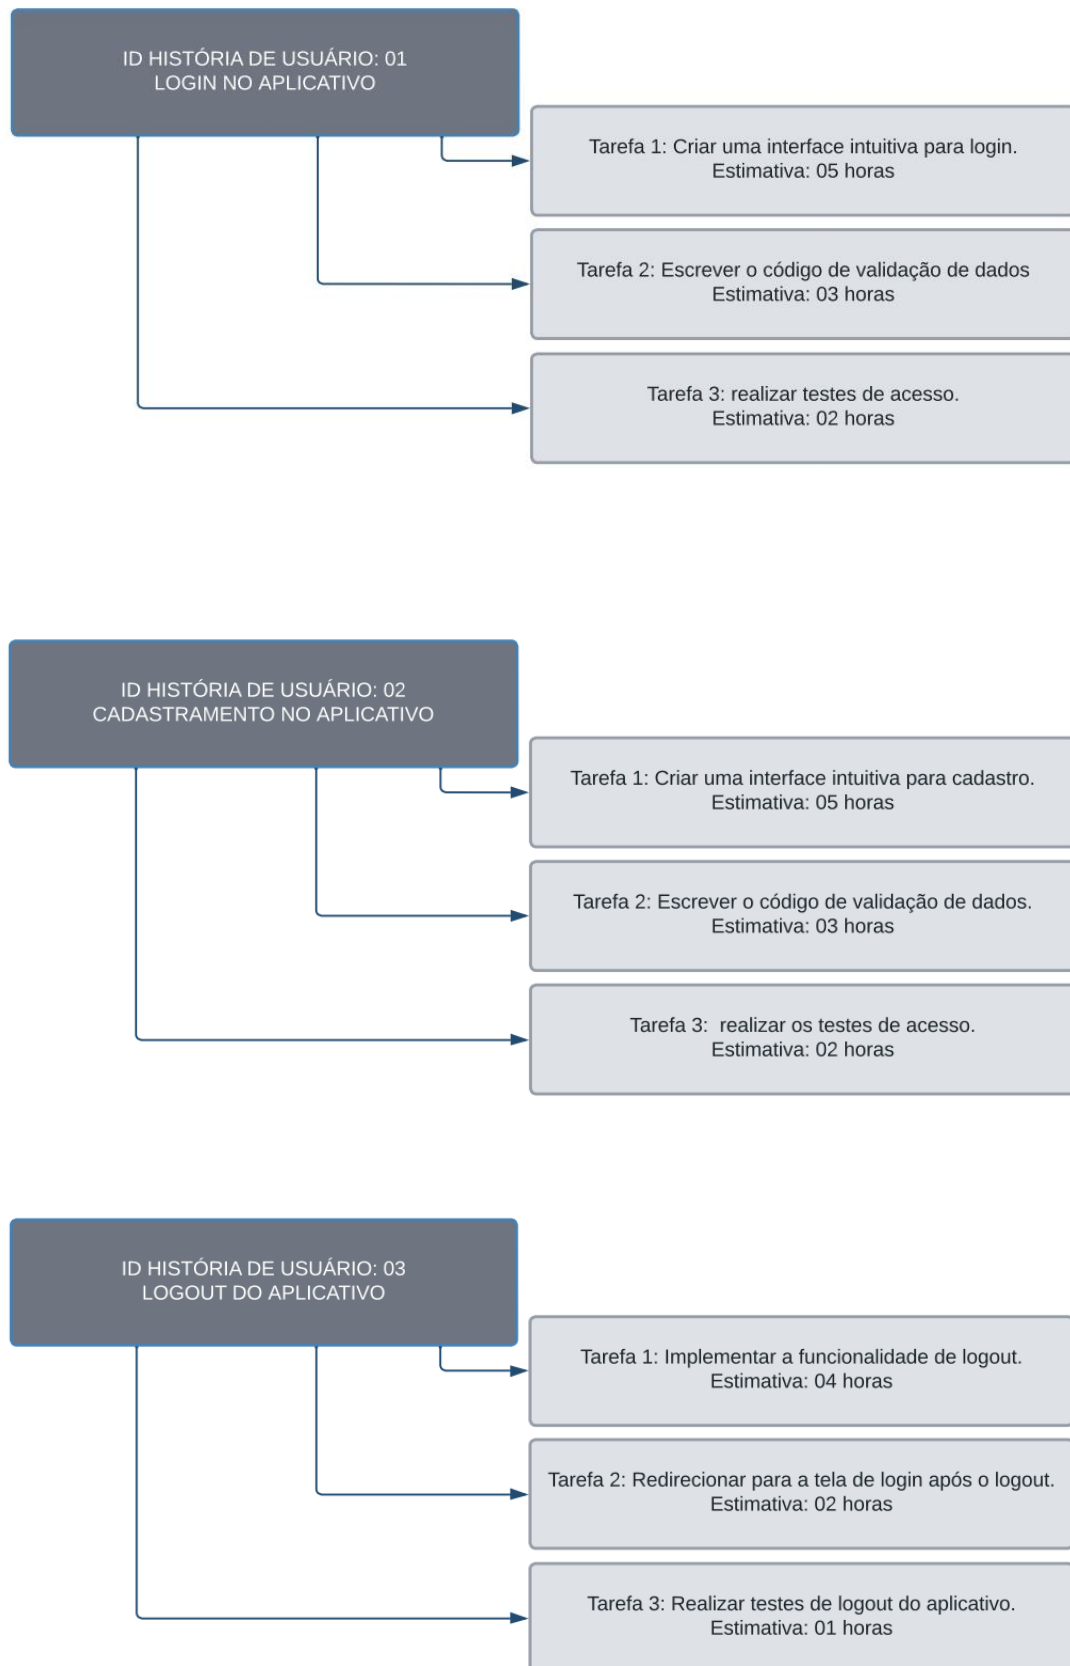 ID HISTÓRIA DE USUÁRIO: 01
LOGIN NO APLICATIVO
Tarefa 1: Criar uma interface intuitiva para login.
Estimativa: 05 horas
Tarefa 2: Escrever o código de validação de dados
Estimativa: 03 horas
Tarefa 3: realizar testes de acesso.
Estimativa: 02 horas
ID HISTÓRIA DE USUÁRIO: 02
CADASTRAMENTO NO APLICATIVO
Tarefa 1: Criar uma interface intuitiva para cadastro.
Estimativa: 05 horas
Tarefa 2: Escrever o código de validação de dados.
Estimativa: 03 horas
Tarefa 3:  realizar os testes de acesso.
Estimativa: 02 horas
ID HISTÓRIA DE USUÁRIO: 03
LOGOUT DO APLICATIVO
Tarefa 1: Implementar a funcionalidade de logout.
Estimativa: 04 horas
Tarefa 2: Redirecionar para a tela de login após o logout.
Estimativa: 02 horas
Tarefa 3: Realizar testes de logout do aplicativo.
Estimativa: 01 horas